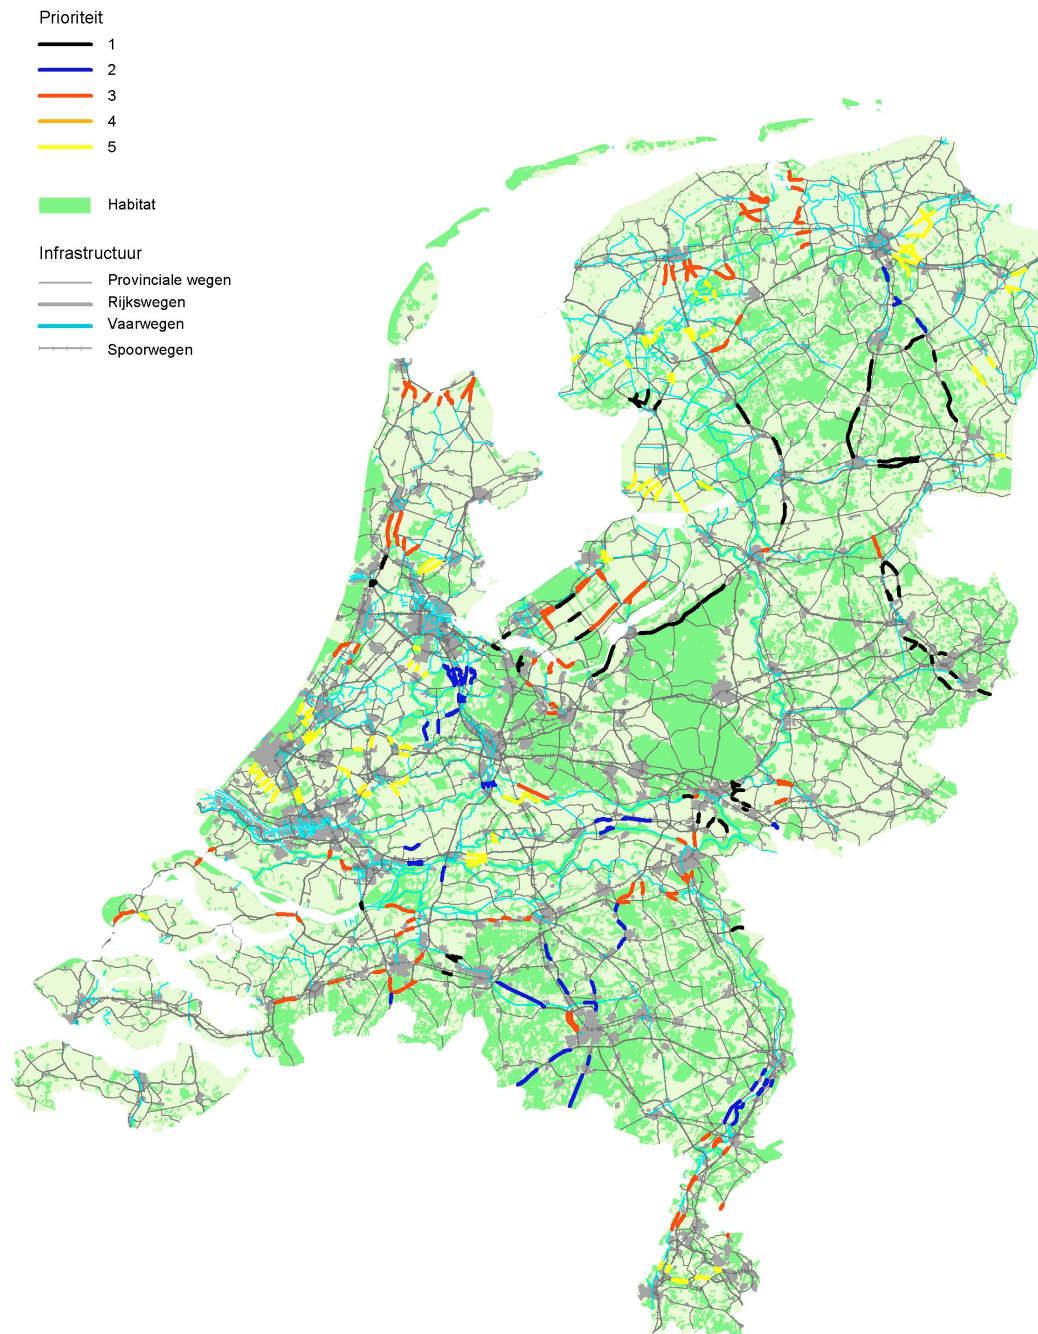 Prioriteit
1
2
3
4
5
Habitat
Infrastructuur
Provinciale wegen
Rijkswegen
Vaarwegen
Spoorwegen